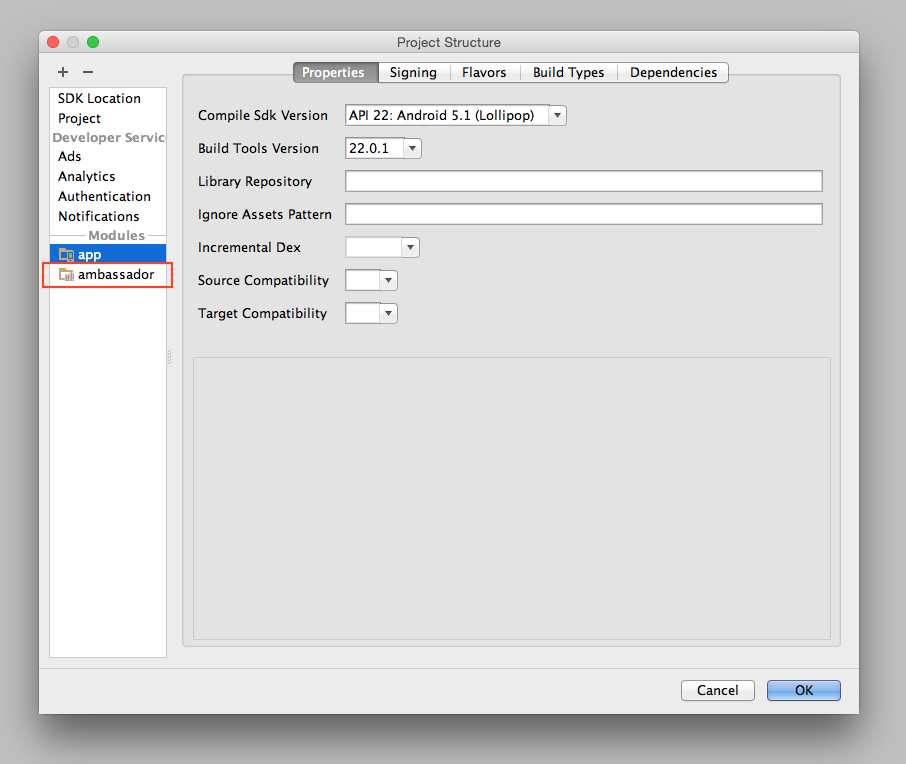 Project Structure
SDK Location
Project
Developer Servic
Ads
Analytics
Authentication
Notifications
Modules
app
ambassador
Properties
Signing
Flavors
Build Types
Dependencies
Compile Sdk Version
API 22: Android 5.1 (Lollipop)
Build Tools Version
22.0.1
Library Repository
Ignore Assets Pattern
Incremental Dex
Source Compatibility
Target Compatibility
Cancel
OK